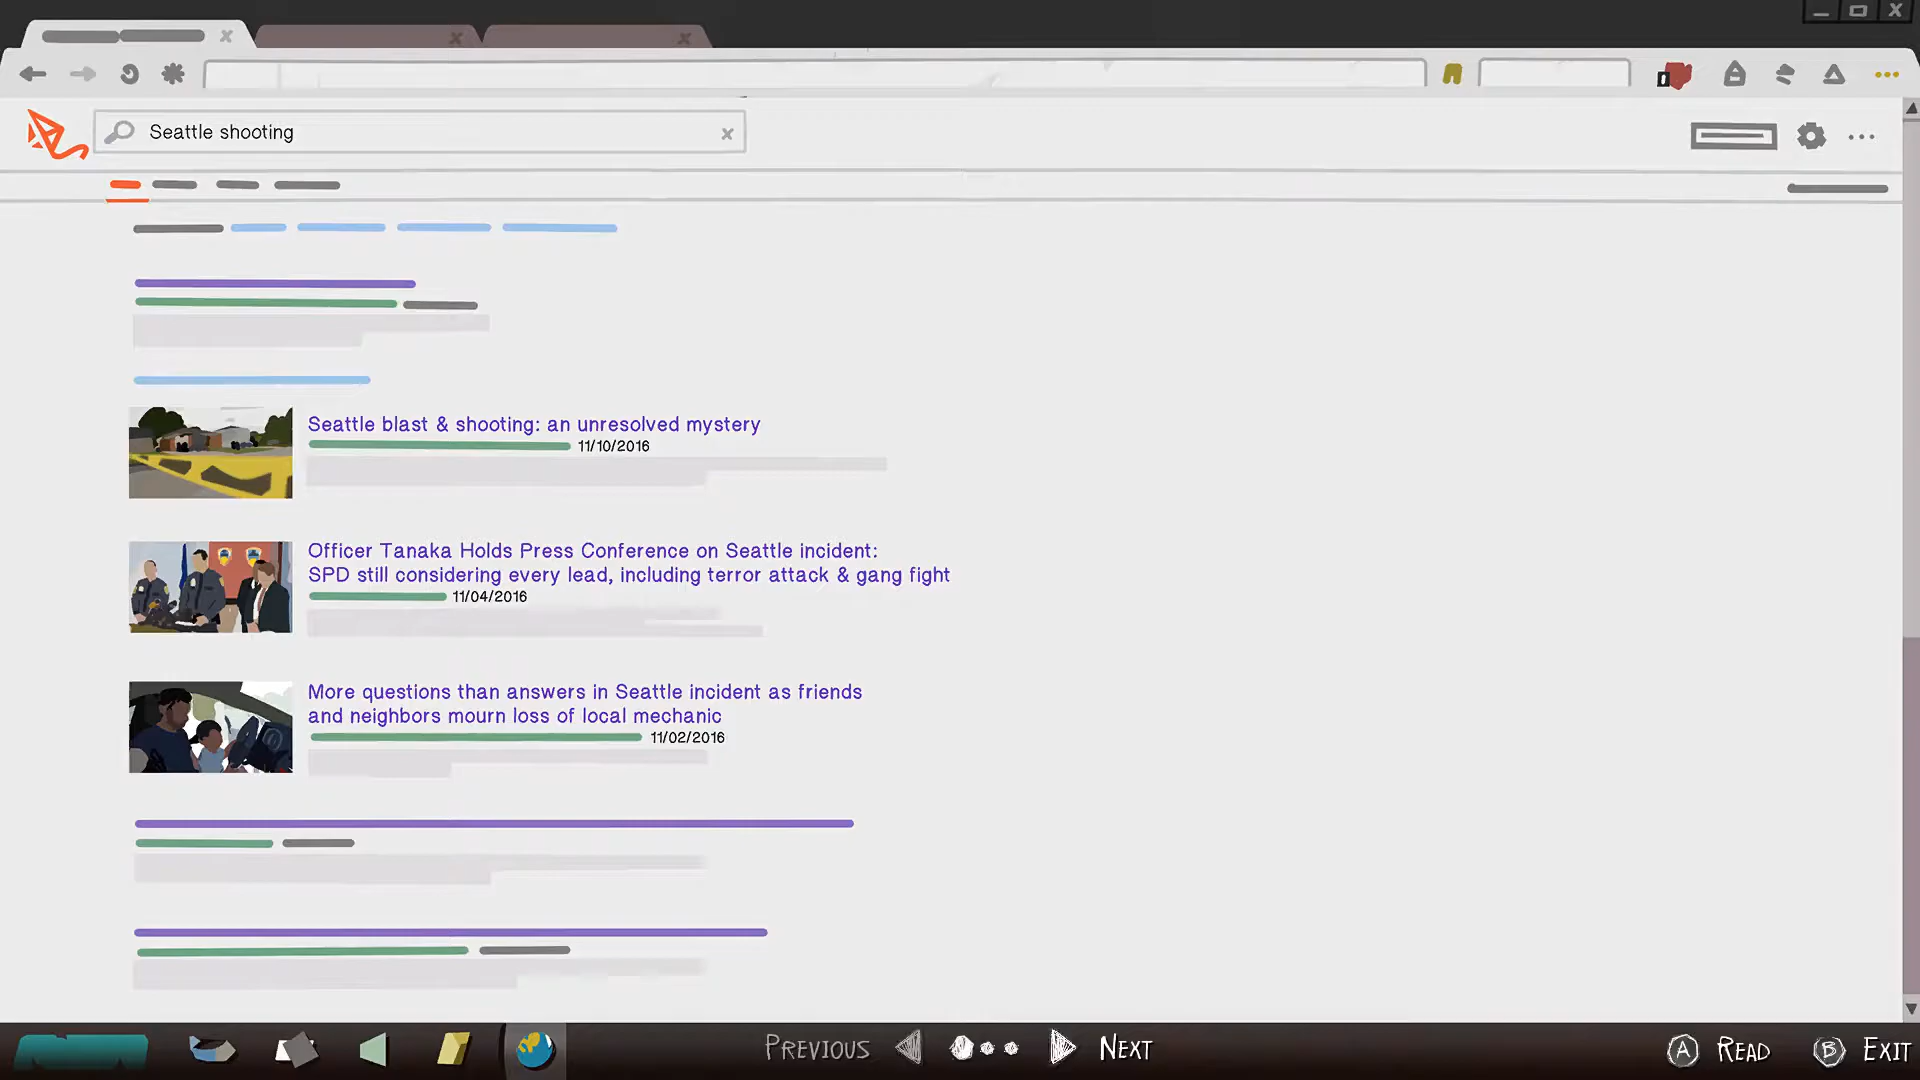 Seattle shooting
Seattle blast & shooting: an unresolved mystery
11/10/2016
Officer Tanaka Holds Press Conference on Seattle incident:
SPD still considering every lead, including terror attack & gang fight
11/04/2016
More questions than answers in Seattle incident as friends
and neighbors mourn loss of local mechanic
11/02/2016
PREVIOUS NEXT A READ B EXIT